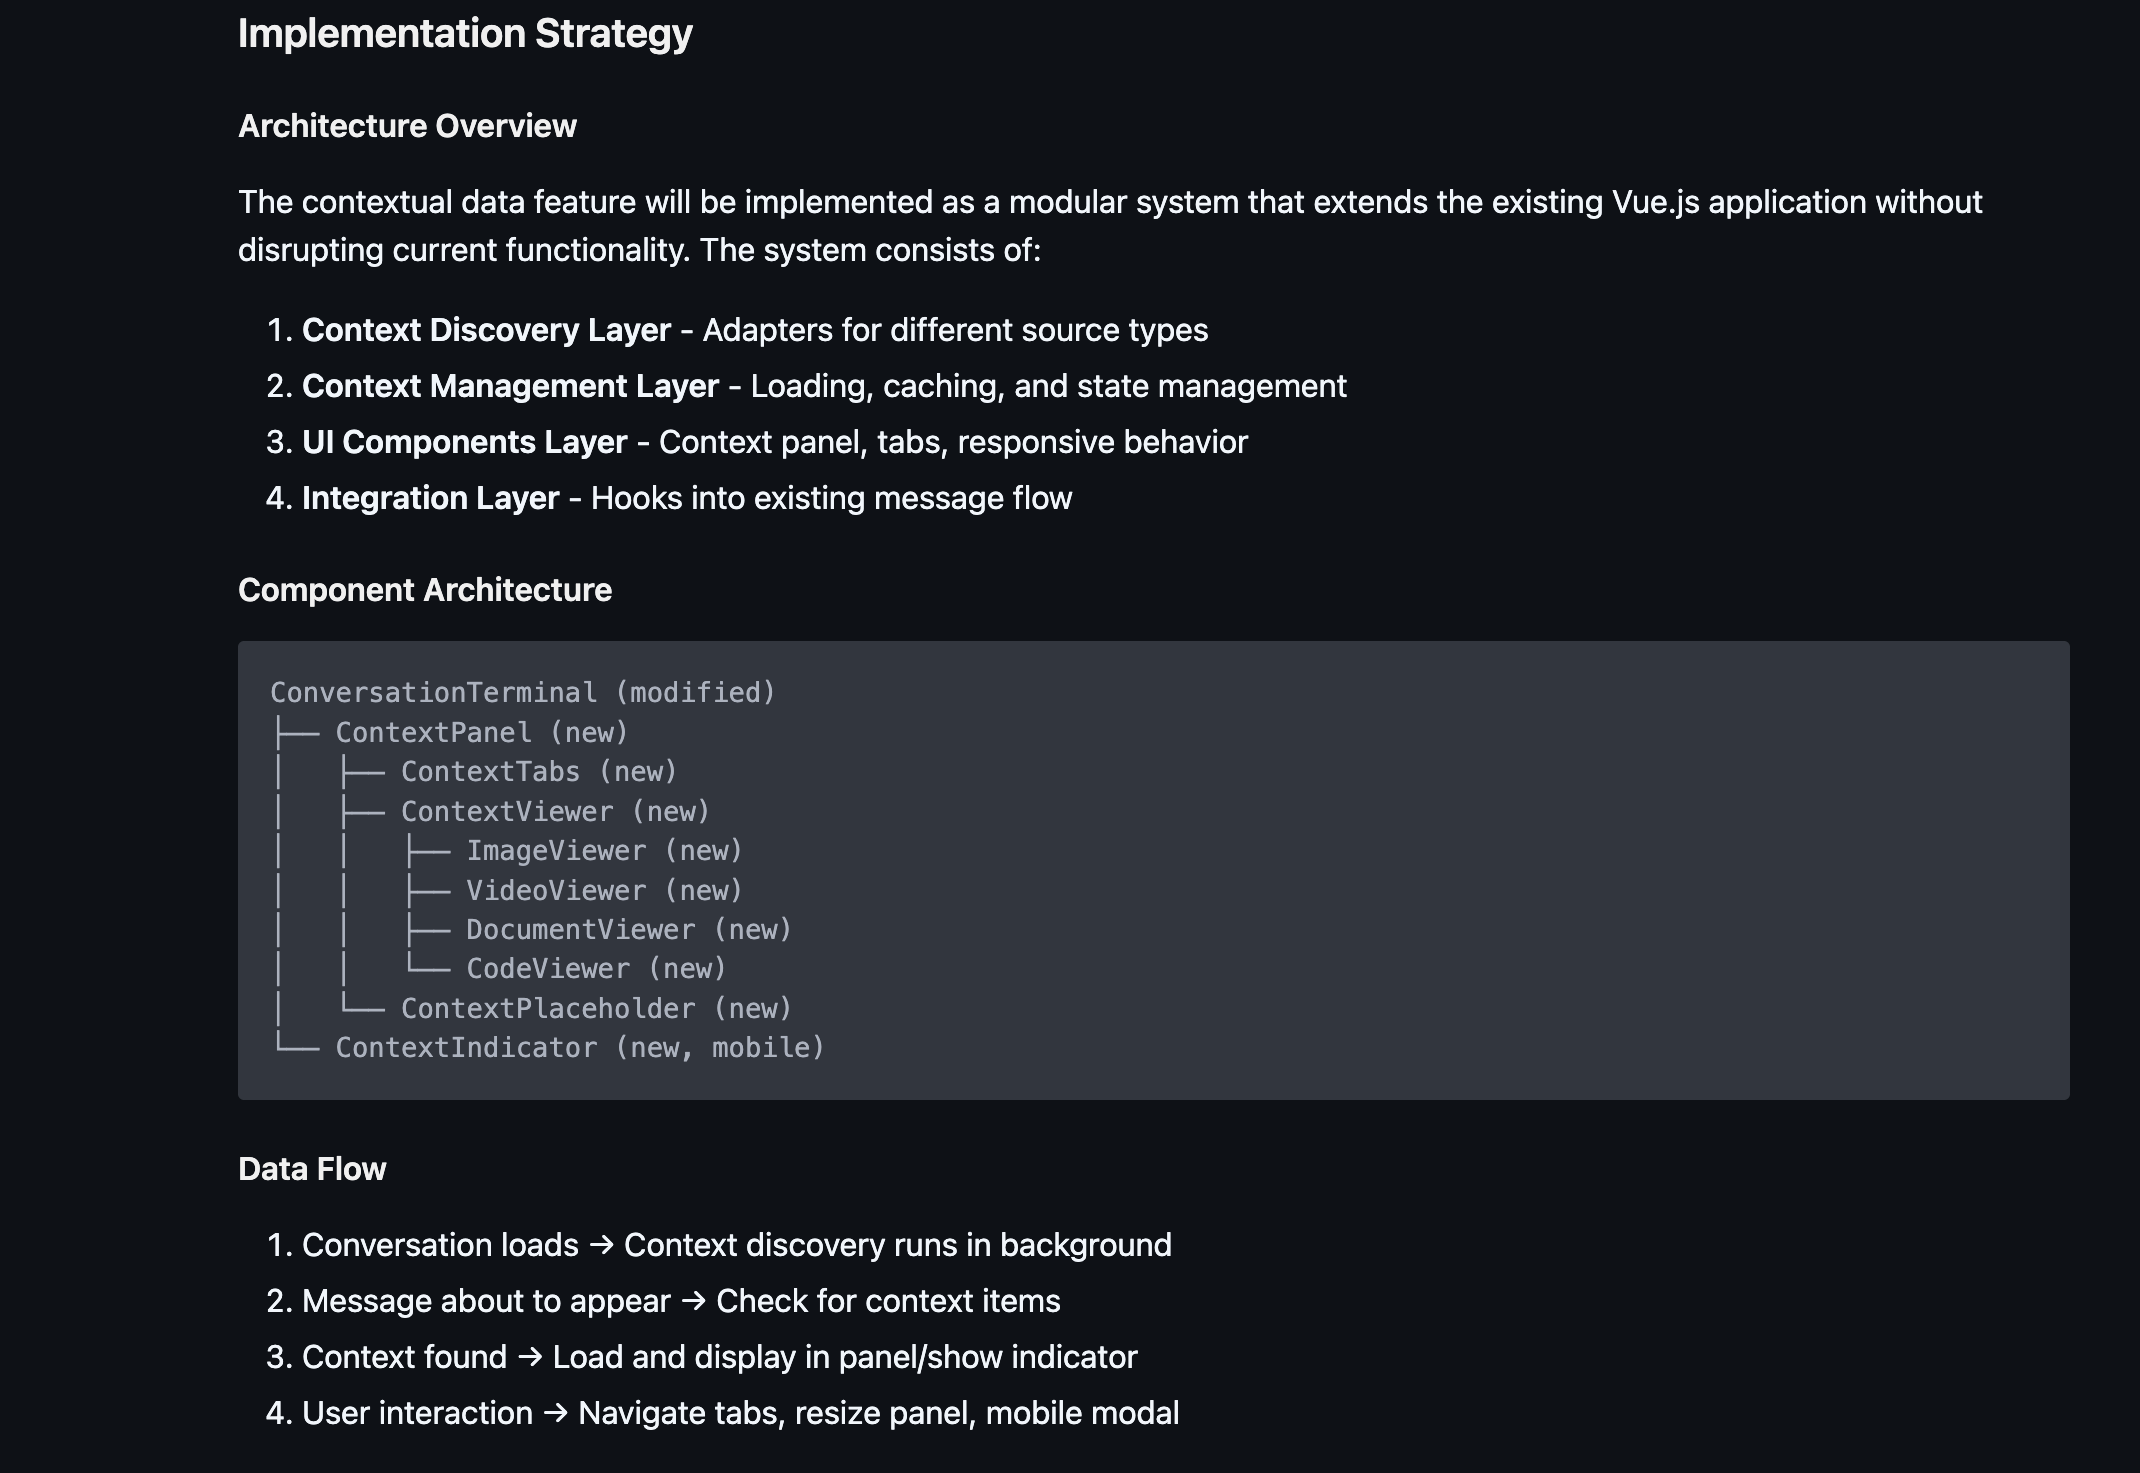 Implementation Strategy
Architecture Overview
The contextual data feature will be implemented as a modular system that extends the existing Vue.js application without
disrupting current functionality. The system consists of:
1. Context Discovery Layer - Adapters for different source types
2. Context Management Layer - Loading, caching, and state management
3. UI Components Layer - Context panel, tabs, responsive behavior
4. Integration Layer - Hooks into existing message flow
Component Architecture
ConversationTerminal (modified)
├── ContextPanel (new)
│   ├── ContextTabs (new)
│   ├── ContextViewer (new)
│   │   ├── ImageViewer (new)
│   │   ├── VideoViewer (new)
│   │   ├── DocumentViewer (new)
│   │   └── CodeViewer (new)
│   └── ContextPlaceholder (new)
└── ContextIndicator (new, mobile)
Data Flow
1. Conversation loads → Context discovery runs in background
2. Message about to appear → Check for context items
3. Context found → Load and display in panel/show indicator
4. User interaction → Navigate tabs, resize panel, mobile modal